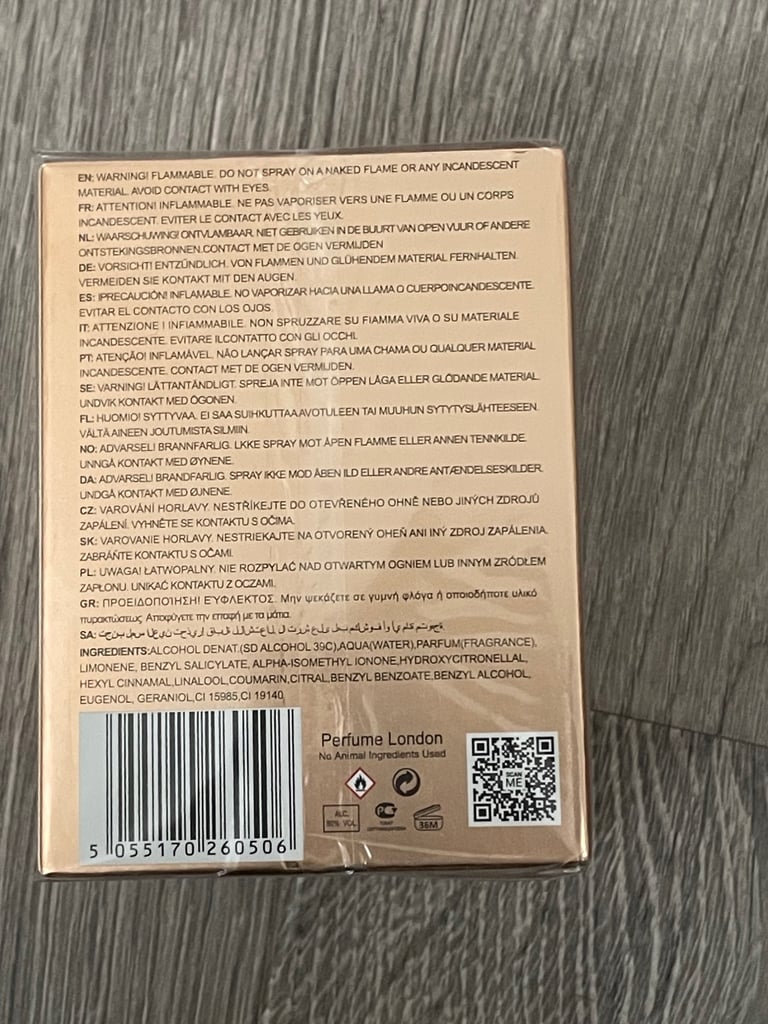 EN: WARNING! FLAMMABLE. DO NOT SPRAY ON A NAKED FLAME OR ANY INCANDESCENT
MATERIAL. AVOID CONTACT WITH EYES.
FR: ATTENTION! INFLAMMABLE. NE PAS VAPORISER VERS UNE FLAMME OU UN CORPS
INCANDESCENT. EVITER LE CONTACT AVEC LES YEUX.
NL: WAARSCHUWING! ONTVLAMBAAR. NIET GEBRUIKEN IN DE BUURT VAN OPEN VUUR OF ANDERE
ONTSTEKINGSBRONNEN.CONTACT MET DE OGEN VERMIJDEN
DE: VORSICHT! ENTZÜNDLICH. VON FLAMMEN UND GLÜHENDEM MATERIAL FERNHALTEN.
VERMEIDEN SIE KONTAKT MIT DEN AUGEN.
ES: IPRECAUCIÓN! INFLAMABLE. NO VAPORIZAR HACIA UNA LLAMA O CUERPOINCANDESCENTE.
EVITAR EL CONTACTO CON LOS OJOS.
IT: ATTENZIONE ! INFIAMMABILE. NON SPRUZZARE SU FIAMMA VIVA O SU MATERIALE
INCANDESCENTE. EVITARE ILCONTATTO CON GLI OCCHI.
PT: ATENÇÃO! INFLAMÁVEL. NÃO LANÇAR SPRAY PARA UMA CHAMA OU QUALQUER MATERIAL
INCANDESCENTE. CONTACT MET DE OGEN VERMIJDEN.
SE: VARNING! LÄTTANTÄNDLIGT. SPREJA INTE MOT ÖPPEN LÅGA ELLER GLÖDANDE MATERIAL.
UNDVIK KONTAKT MED ÖGONEN.
FL: HUOMIO! SYTTYVAA. EI SAA SUIHKUTTAAAVOTULEEN TAI MUUHUN SYTYTYSLÄHTEESEEN.
VÄLTÄ AINEEN JOUTUMISTA SILMIIN.
NO: ADVARSEL! BRANNFARLIG. LKKE SPRAY MOT ÅPEN FLAMME ELLER ANNEN TENNKILDE.
UNNGÅ KONTAKT MED ØYNENE.
DA: ADVARSEL! BRANDFARLIG. SPRAY IKKE MOD ÅBEN ILD ELLER ANDRE ANTÆNDELSESKILDER.
UNDGÅ KONTAKT MED ØJNENE.
CZ: VAROVÁNÍ HORLAVY. NESTŘÍKEJTE DO OTEVŘENÉHO OHNĚ NEBO JINÝCH ZDROJŮ
ZAPÁLENÍ. VYHNĚTE SE KONTAKTU S OČIMA.
SK: VAROVANIE HORLAVY. NESTRIEKAJTE NA OTVORENÝ OHEŇ ANI INÝ ZDROJ ZAPÁLENIA.
ZABRÁŇTE KONTAKTU S OČAMI.
PL: UWAGA! ŁATWOPALNY. NIE ROZPYLAĆ NAD OTWARTYM OGNIEM LUB INNYM ŹRÓDŁEM
ZAPŁONU. UNIKAĆ KONTAKTU Z OCZAMI.
GR: ΠΡΟΕΙΔΟΠΟΊΗΣΗ! ΕΎΦΛΕΚΤΟΣ. Μην ψεκάζετε σε γυμνή φλόγα ή οποιοδήποτε υλικό
πυρακτώσεως. Αποφύγετε την επαφή με τα μάτια.
SA:
INGREDIENTS:ALCOHOL DENAT.(SD ALCOHOL 39C),AQUA(WATER),PARFUM(FRAGRANCE),
LIMONENE, BENZYL SALICYLATE, ALPHA-ISOMETHYL IONONE,HYDROXYCITRONELLAL,
HEXYL CINNAMAL,LINALOOL,COUMARIN,CITRAL,BENZYL BENZOATE,BENZYL ALCOHOL,
EUGENOL, GERANIOL,CI 15985,CI 19140
Perfume London
No Animal Ingredients Used
SCAN
ME
ALC.
80% VOL
PC
36M
5 055170 260506